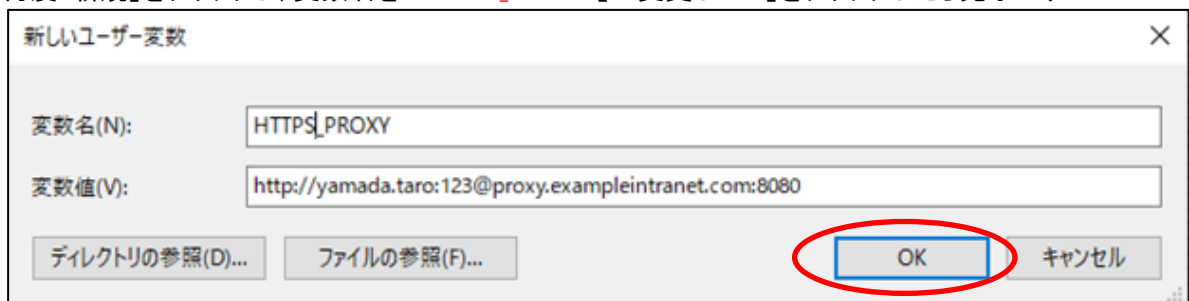 新しいユーザー変数
変数名(N): HTTPS_PROXY
変数値(V): http://yamada.taro:123@proxy.exampleintranet.com:8080
ディレクトリの参照(D)... ファイルの参照(F)... OK キャンセル